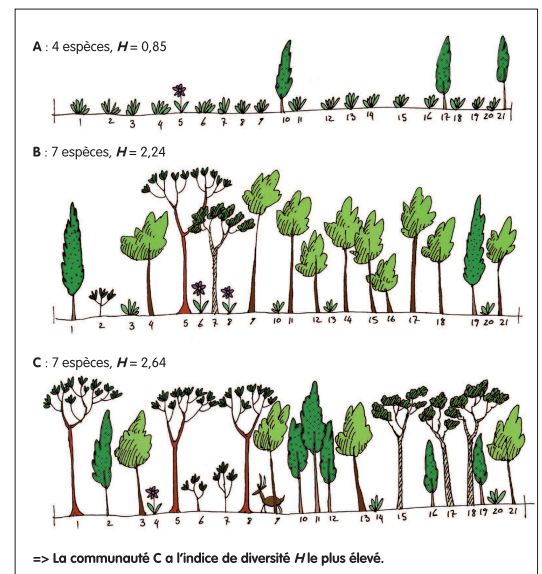 A : 4 espèces, H = 0,85
1 2 3 4 5 6 7 8 9 10 11 12 13 14 15 16 17 18 19 20 21
B : 7 espèces, H = 2,24
1 2 3 4 5 6 7 8 9 10 11 12 13 14 15 16 17 18 19 20 21
C : 7 espèces, H = 2,64
1 2 3 4 5 6 7 8 9 10 11 12 13 14 15 16 17 18 19 20 21
=> La communauté C a l'indice de diversité H le plus élevé.